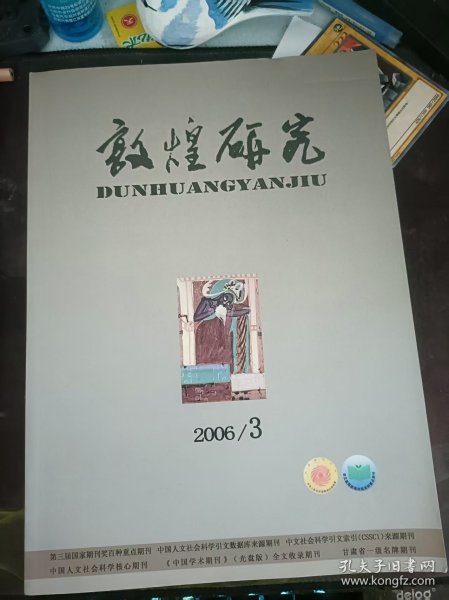 敦煌研究
DUNHUANGYANJIU
2006/3
第三届国家期刊奖百种重点期刊 中国人文社会科学引文数据库来源期刊 中文社会科学引文索引(CSSCI)来源期刊
中国人文社会科学核心期刊 《中国学术期刊》(光盘版)全文收录期刊 甘肃省一级名牌期刊
孔夫子旧书网
www.kongfz.com
delog